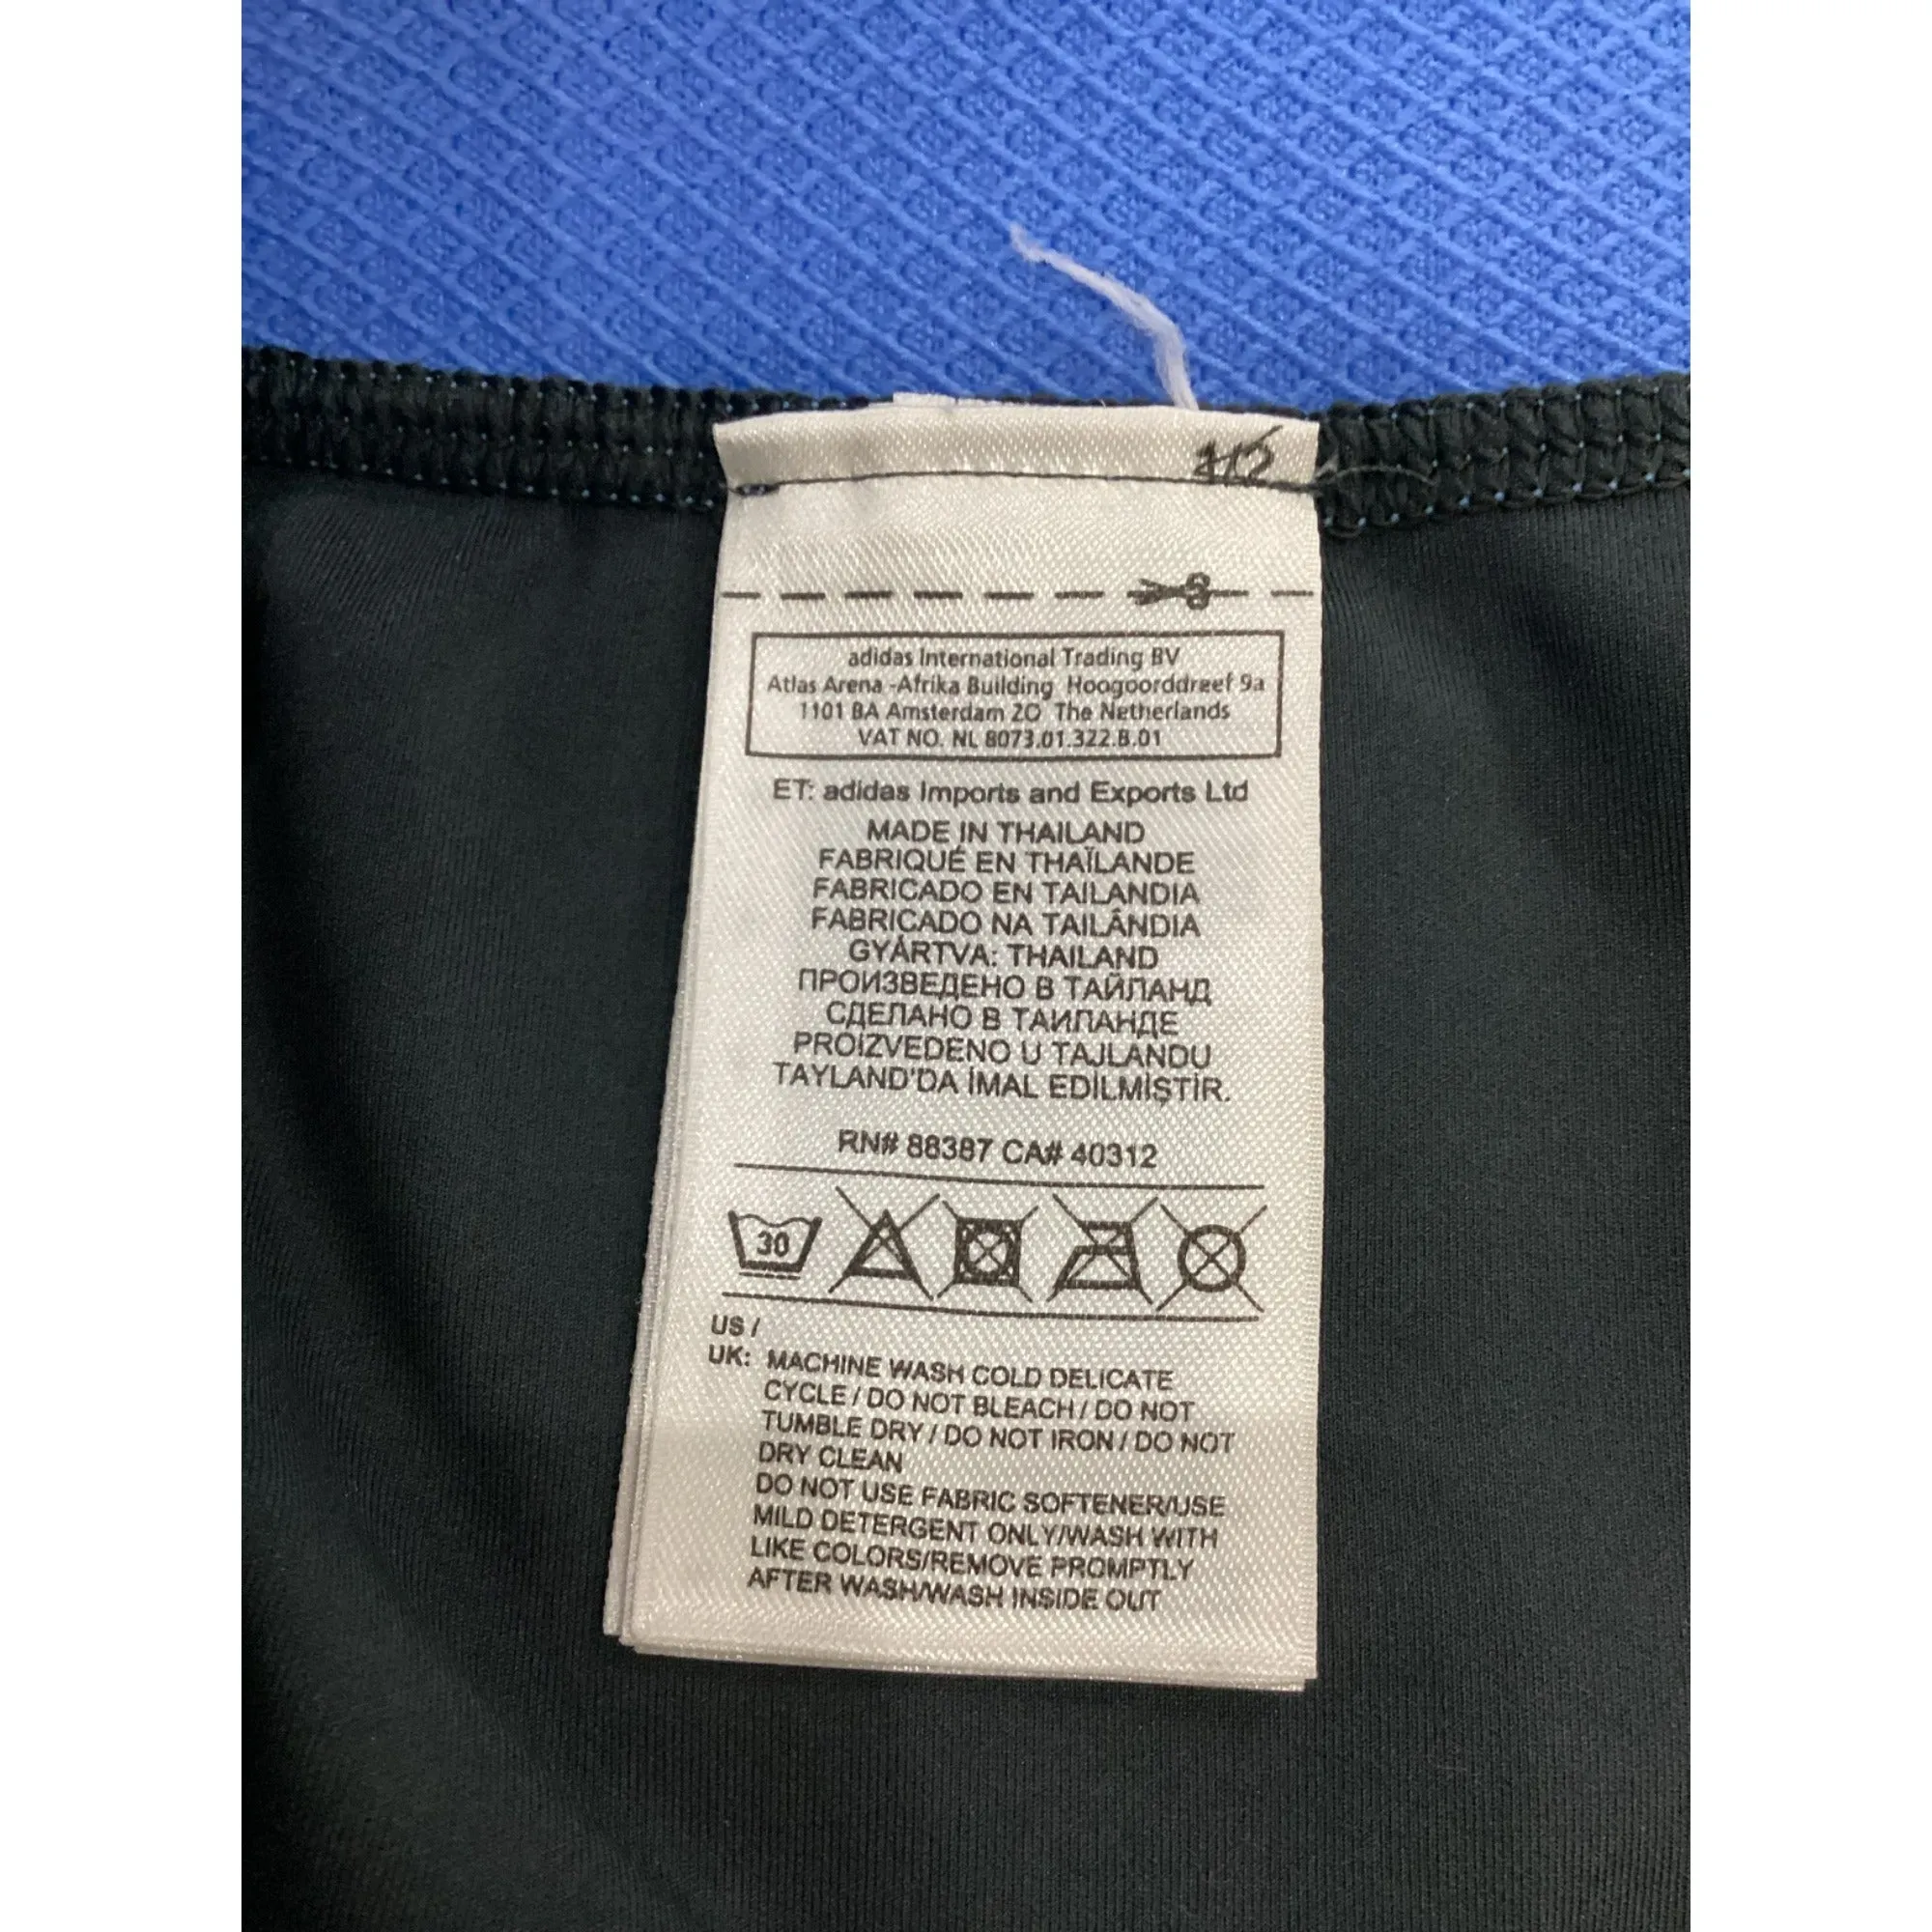 adidas International Trading BV
Atlas Arena -Afrika Building Hoogoorddreef 9a
1101 BA Amsterdam ZO The Netherlands
VAT NO. NL 8073.01.322.B.01
ET: adidas Imports and Exports Ltd
MADE IN THAILAND
FABRIQUÉ EN THAÏLANDE
FABRICADO EN TAILANDIA
FABRICADO NA TAILÂNDIA
GYÁRTVA: THAILAND
ПРОИЗВЕДЕНО В ТАЙЛАНД
СДЕЛАНО В ТАИЛАНДЕ
PROIZVEDENO U TAJLANDU
TAYLAND'DA İMAL EDİLMİŞTİR.
RN# 88387 CA# 40312
30
US /
UK: MACHINE WASH COLD DELICATE
CYCLE / DO NOT BLEACH / DO NOT
TUMBLE DRY / DO NOT IRON / DO NOT
DRY CLEAN
DO NOT USE FABRIC SOFTENER/USE
MILD DETERGENT ONLY/WASH WITH
LIKE COLORS/REMOVE PROMPTLY
AFTER WASH/WASH INSIDE OUT